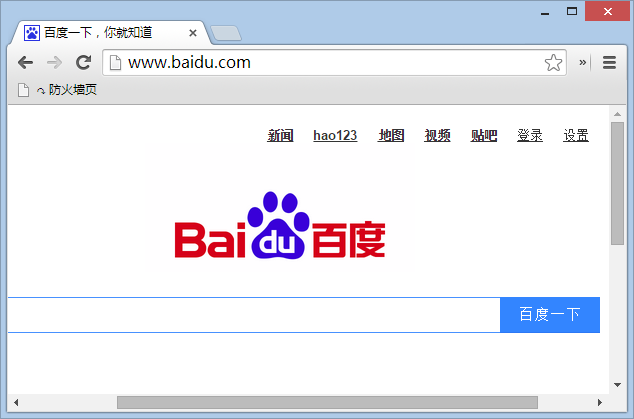 百度一下，你就知道
www.baidu.com
防火墙页
新闻 hao123 地图 视频 贴吧 登录 设置
Bai du 百度
百度一下